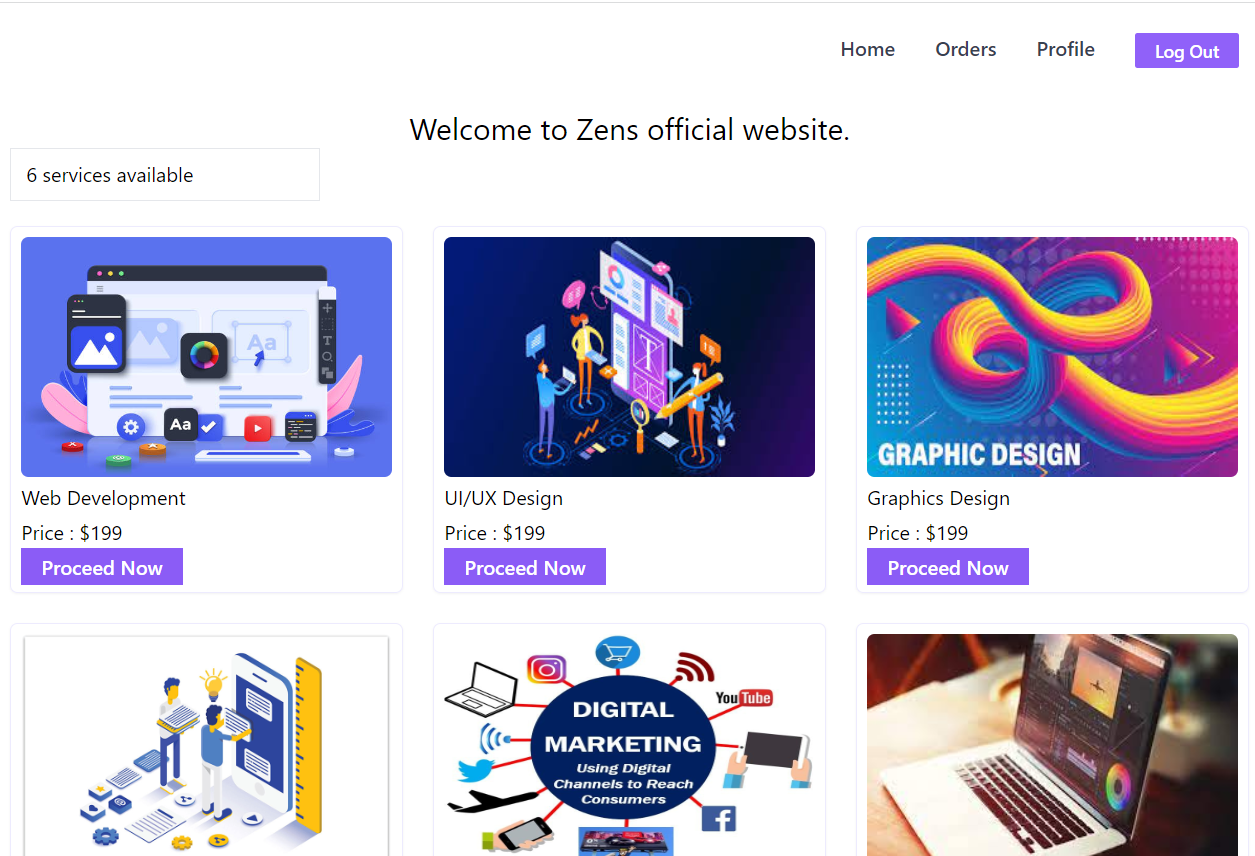 Home Orders Profile Log Out
Welcome to Zens official website.
6 services available
Aa
Aa
T
GRAPHIC DESIGN
Web Development
UI/UX Design
Graphics Design
Price : $199
Price : $199
Price : $199
Proceed Now
Proceed Now
Proceed Now
YouTube
DIGITAL
MARKETING
Using Digital
Channels to Reach
Consumers